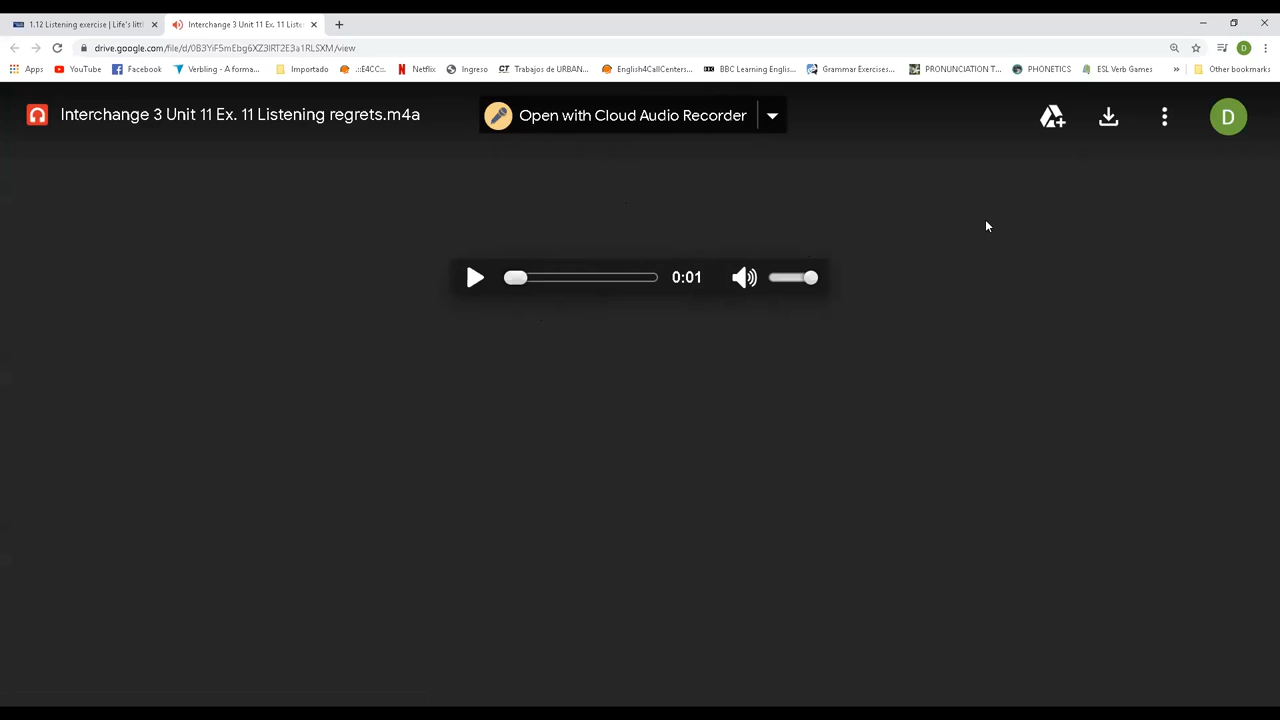 1.12 Listening exercise | Life's littl
Interchange 3 Unit 11 Ex. 11 Liste
drive.google.com/file/d/0B3YiF5mEbg6XZ3lRT2E3a1RLSXM/view
D
Apps YouTube Facebook Verbling - A forma... Importado .::E4CC::. Netflix Ingreso CT Trabajos de URBAN... English4CallCenters... BBC Learning Englis... Grammar Exercises... PRONUNCIATION T... PHONETICS ESL Verb Games » Other bookmarks
Interchange 3 Unit 11 Ex. 11 Listening regrets.m4a
Open with Cloud Audio Recorder
D
0:01